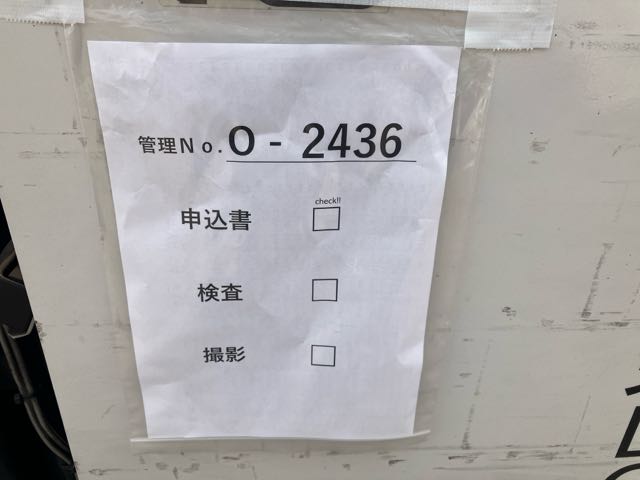 管理No. O - 2436
check!!
申込書 □
検査 □
撮影 □